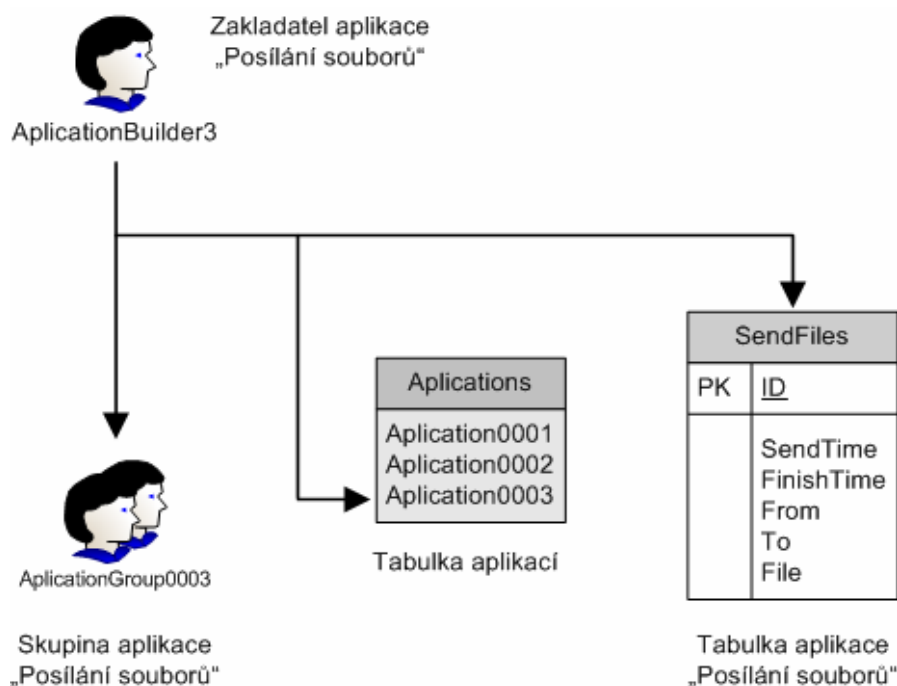 Zakladatel aplikace
„Posílání souborů“
AplicationBuilder3
SendFiles
PK ID
SendTime
FinishTime
From
To
File
Aplications
Aplication0001
Aplication0002
Aplication0003
Tabulka aplikací
AplicationGroup0003
Skupina aplikace
„Posílání souborů“
Tabulka aplikace
„Posílání souborů“